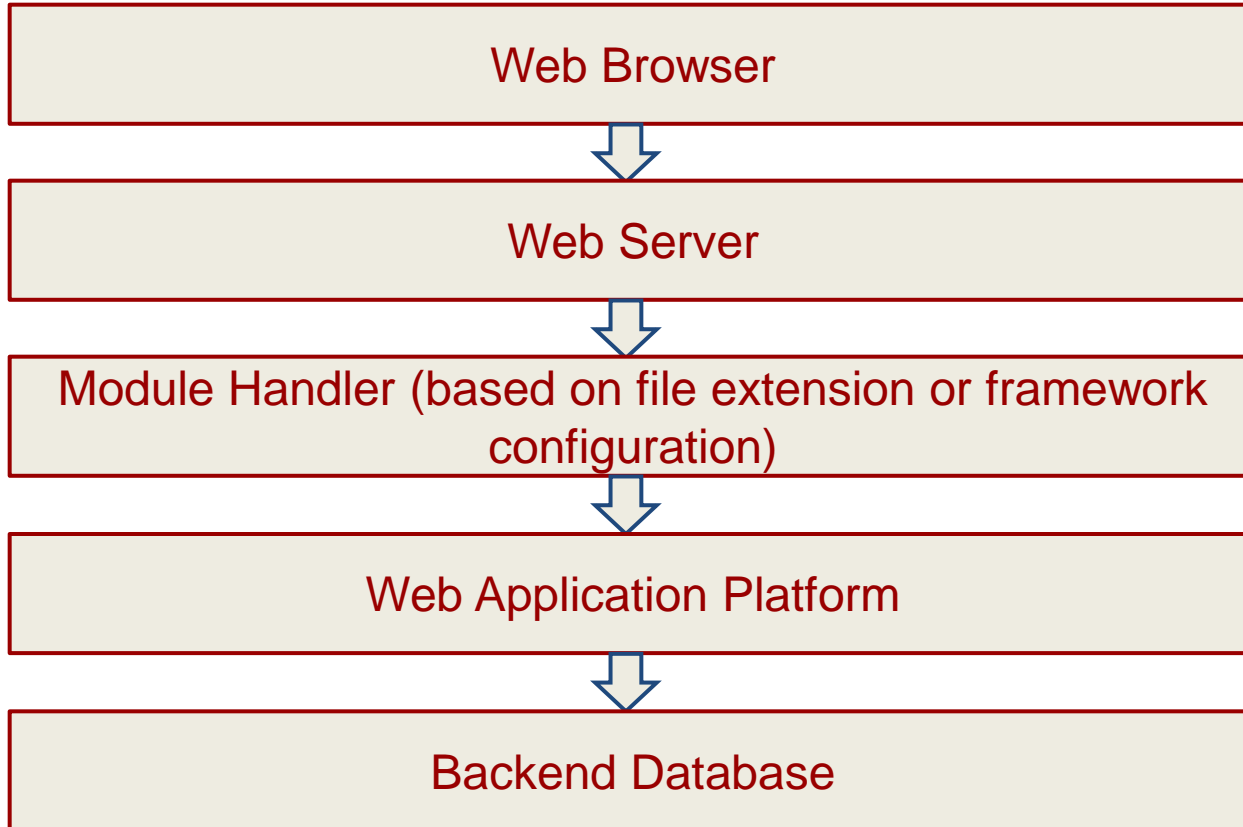 Web Browser
Web Server
Module Handler (based on file extension or framework
configuration)
Web Application Platform
Backend Database